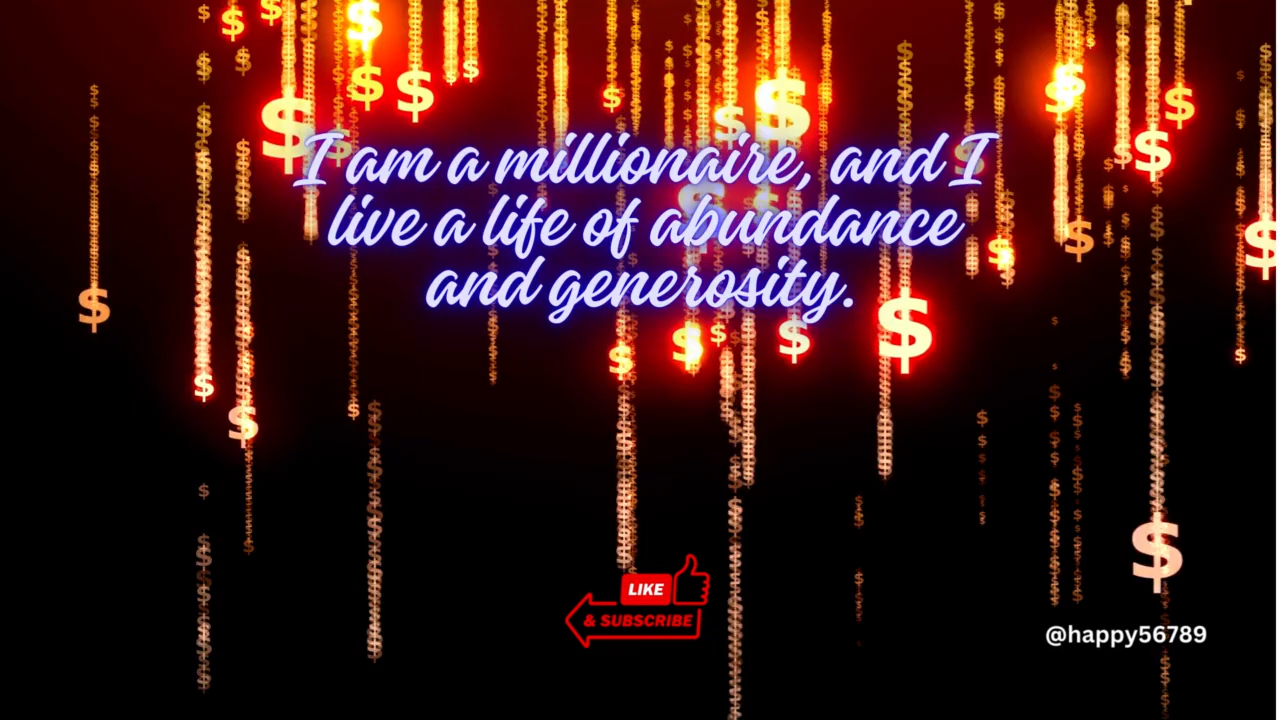 I am a millionaire, and I
live a life of abundance
and generosity.
LIKE
& SUBSCRIBE
@happy56789